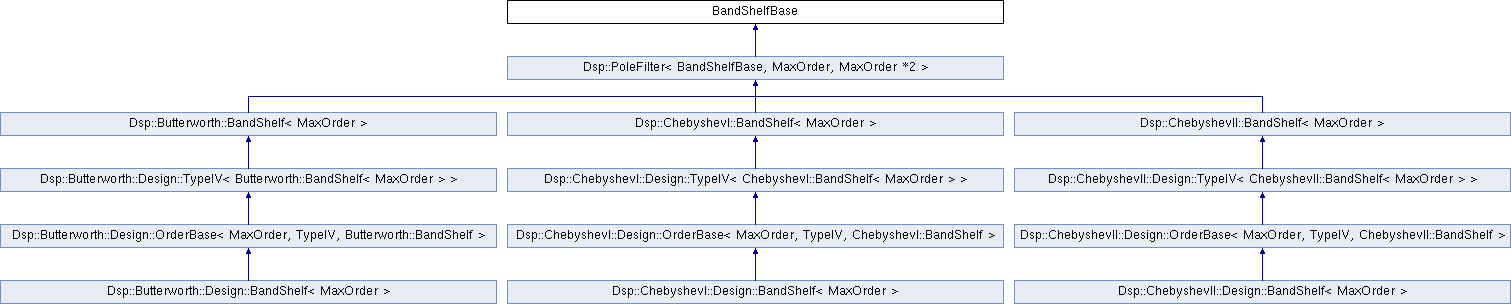 BandShelfBase
Dsp::PoleFilter< BandShelfBase, MaxOrder, MaxOrder *2 >
Dsp::Butterworth::BandShelf< MaxOrder >
Dsp::ChebyshevI::BandShelf< MaxOrder >
Dsp::ChebyshevII::BandShelf< MaxOrder >
Dsp::Butterworth::Design::TypeIV< Butterworth::BandShelf< MaxOrder > >
Dsp::ChebyshevI::Design::TypeIV< ChebyshevI::BandShelf< MaxOrder > >
Dsp::ChebyshevII::Design::TypeIV< ChebyshevII::BandShelf< MaxOrder > >
Dsp::Butterworth::Design::OrderBase< MaxOrder, TypeIV, Butterworth::BandShelf >
Dsp::ChebyshevI::Design::OrderBase< MaxOrder, TypeIV, ChebyshevI::BandShelf >
Dsp::ChebyshevII::Design::OrderBase< MaxOrder, TypeIV, ChebyshevII::BandShelf >
Dsp::Butterworth::Design::BandShelf< MaxOrder >
Dsp::ChebyshevI::Design::BandShelf< MaxOrder >
Dsp::ChebyshevII::Design::BandShelf< MaxOrder >